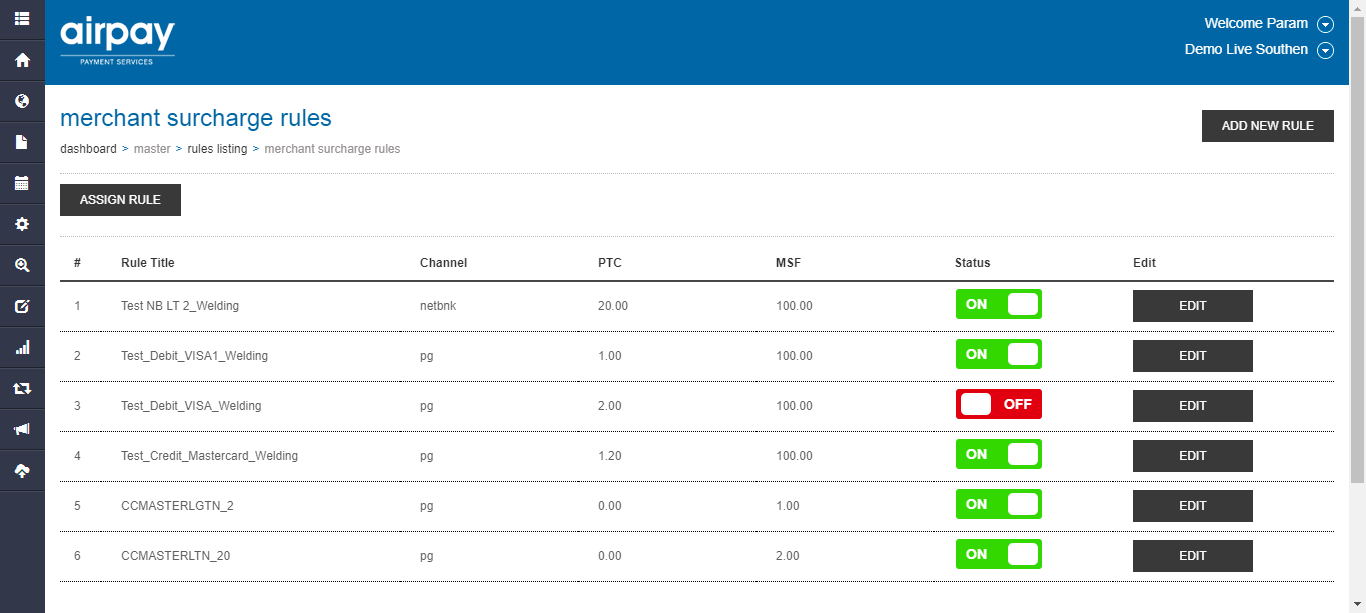 airpay
PAYMENT SERVICES
Welcome Param
Demo Live Southen
merchant surcharge rules
ADD NEW RULE
dashboard > master > rules listing > merchant surcharge rules
ASSIGN RULE
# Rule Title Channel PTC MSF Status Edit
1 Test NB LT 2_Welding netbnk 20.00 100.00 ON EDIT
2 Test_Debit_VISA1_Welding pg 1.00 100.00 ON EDIT
3 Test_Debit_VISA_Welding pg 2.00 100.00 OFF EDIT
4 Test_Credit_Mastercard_Welding pg 1.20 100.00 ON EDIT
5 CCMASTERLGTN_2 pg 0.00 1.00 ON EDIT
6 CCMASTERLTN_20 pg 0.00 2.00 ON EDIT